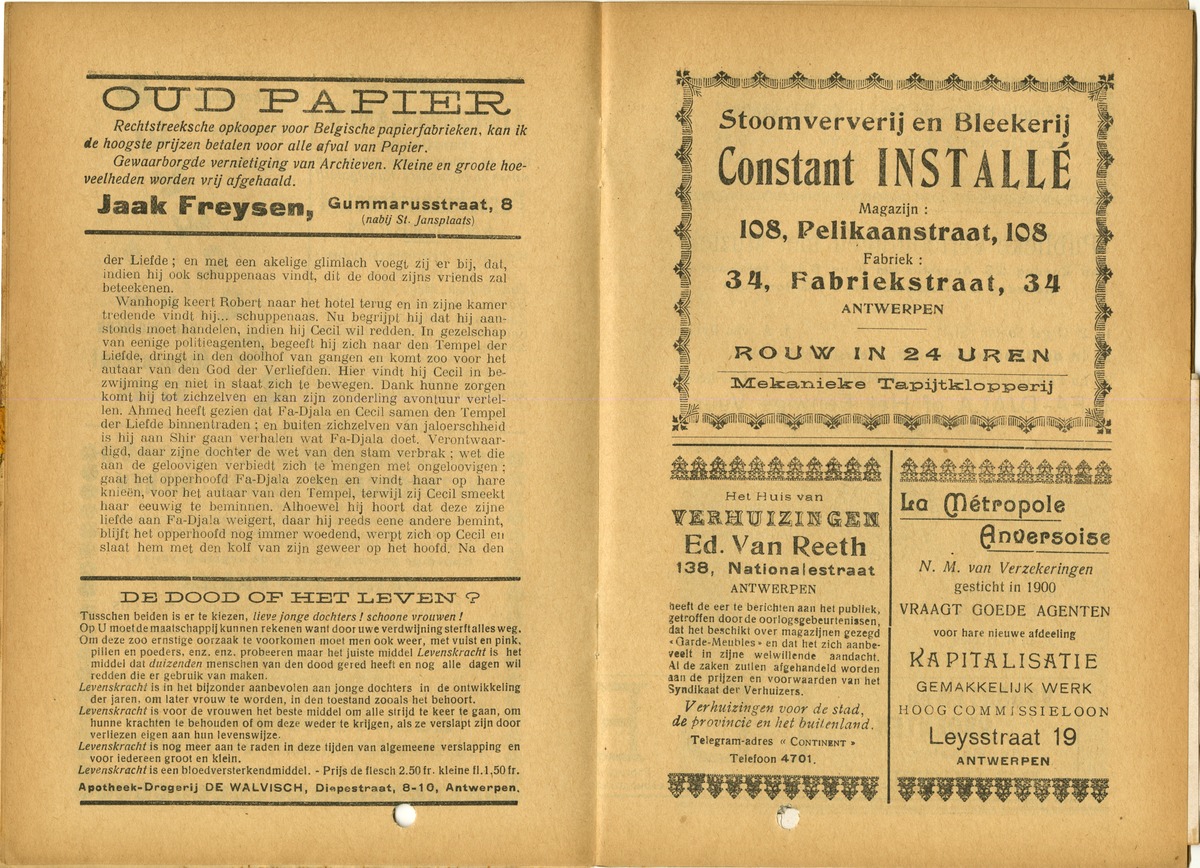 OUD PAPIER
Rechtstreeksche opkooper voor Belgische papierfabrieken, kan ik
de hoogste prijzen betalen voor alle afval van Papier.
Gewaarborgde vernietiging van Archieven. Kleine en groote hoe-
veelheden worden vrij afgehaald.
Jaak Freysen, Gummarusstraat, 8
(nabij St. Jansplaats)
der Liefde ; en met een akelige glimlach voegt zij er bij, dat,
indien hij ook schuppenaas vindt, dit de dood zijns vriends zal
beteekenen.
Wanhopig keert Robert naar het hotel terug en in zijne kamer
tredende vindt hij... schuppenaas. Nu begrijpt hij dat hij aan-
stonds moet handelen, indien hij Cecil wil redden. In gezelschap
van eenige politieagenten, begeeft hij zich naar den Tempel der
Liefde, dringt in den doolhof van gangen en komt zoo voor het
autaar van den God der Verliefden. Hier vindt hij Cecil in be-
zwijming en niet in staat zich te bewegen. Dank hunne zorgen
komt hij tot zichzelven en kan zijn zonderling avontuur vertel-
len. Ahmed heeft gezien dat Fa-Djala en Cecil samen den Tempel
der Liefde binnentraden ; en buiten zichzelven van jaloerschheid
is hij aan Shir gaan verhalen wat Fa-Djala doet. Verontwaar-
digd, daar zijne dochter de wet van den stam verbrak ; wet die
aan de geloovigen verbiedt zich te mengen met ongeloovigen ;
gaat het opperhoofd Fa-Djala zoeken en vindt haar op hare
knieën, voor het autaar van den Tempel, terwijl zij Cecil smeekt
haar eeuwig te beminnen. Alhoewel hij hoort dat deze zijne
liefde aan Fa-Djala weigert, daar hij reeds eene andere bemint,
blijft het opperhoofd nog immer woedend, werpt zich op Cecil en
slaat hem met den kolf van zijn geweer op het hoofd. Na den
DE DOOD OF HET LEVEN ?
Tusschen beiden is er te kiezen, lieve jonge dochters ! schoone vrouwen !
Op U moet de maatschappij kunnen rekenen want door uwe verdwijning sterft alles weg.
Om deze zoo ernstige oorzaak te voorkomen moet men ook weer, met vuist en pink,
pillen en poeders, enz. enz. probeeren maar het juiste middel Levenskracht is het
middel dat duizenden menschen van den dood gered heeft en nog alle dagen wil
redden die er gebruik van maken.
Levenskracht is in het bijzonder aanbevolen aan jonge dochters in de ontwikkeling
der jaren, om later vrouw te worden, in den toestand zooals het behoort.
Levenskracht is voor de vrouwen het beste middel om alle strijd te keer te gaan, om
hunne krachten te behouden of om deze weder te krijgen, als ze verslapt zijn door
verliezen eigen aan hun levenswijze.
Levenskracht is nog meer aan te raden in deze tijden van algemeene verslapping en
voor iedereen groot en klein.
Levenskracht is een bloedversterkendmiddel. - Prijs de flesch 2.50 fr. kleine fl. 1,50 fr.
Apotheek-Drogerij DE WALVISCH, Diepestraat, 8-10, Antwerpen.
Stoomververij en Bleekerij
Constant INSTALLÉ
Magazijn :
108, Pelikaanstraat, 108
Fabriek :
34, Fabriekstraat, 34
ANTWERPEN
ROUW IN 24 UREN
Mekanieke Tapijtklopperij
Het Huis van
VERHUIZINGEN
Ed. Van Reeth
138, Nationalestraat
ANTWERPEN
heeft de eer te berichten aan het publiek,
getroffen door de oorlogsgebeurtenissen,
dat het beschikt over magazijnen gezegd
«Garde-Meubles» en dat het zich aanbe-
veelt in zijne welwillende aandacht.
Al de zaken zullen afgehandeld worden
aan de prijzen en voorwaarden van het
Syndikaat der Verhuizers.
Verhuizingen voor de stad,
de provincie en het buitenland.
Telegram-adres « CONTINENT »
Telefoon 4701.
La Métropole
Anversoise
N. M. van Verzekeringen
gesticht in 1900
VRAAGT GOEDE AGENTEN
voor hare nieuwe afdeeling
KAPITALISATIE
GEMAKKELIJK WERK
HOOG COMMISSIELOON
Leysstraat 19
ANTWERPEN